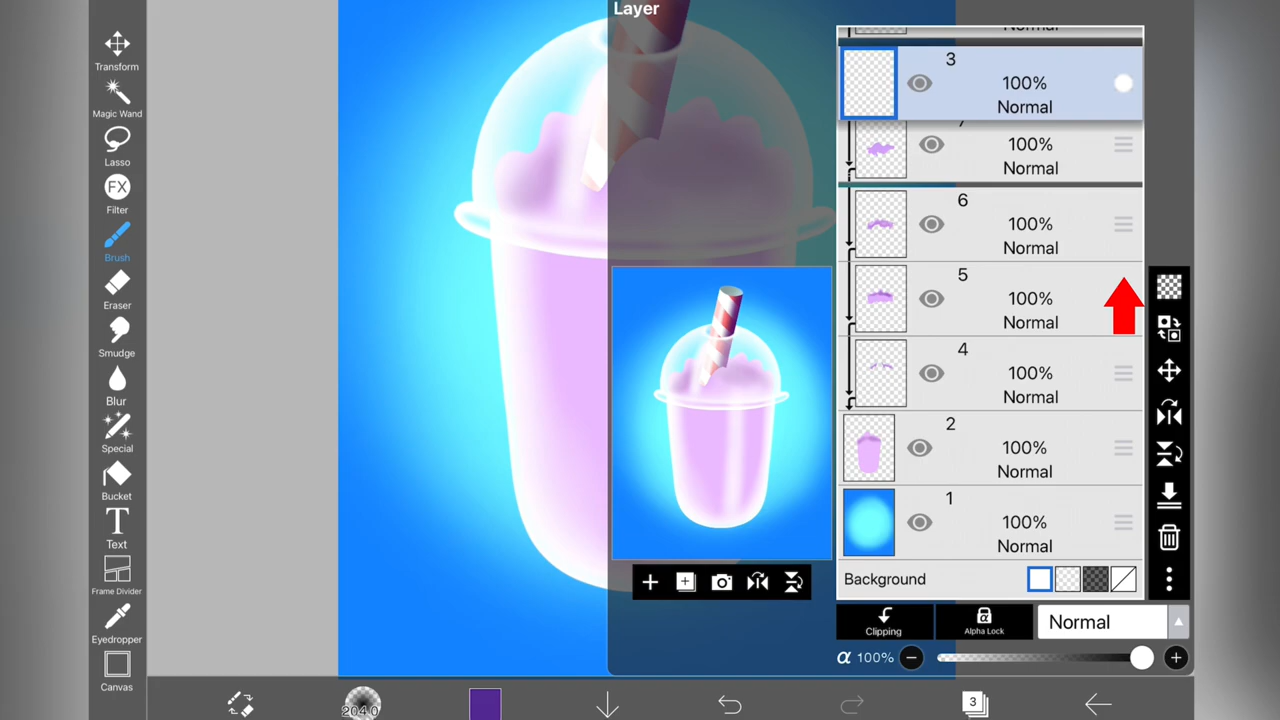 Layer
Transform
Magic Wand
Lasso
FX
Filter
Brush
Eraser
Smudge
Blur
Special
Bucket
T
Text
Frame Divider
Eyedropper
Canvas
Normal
3
100%
Normal
7
100%
Normal
6
100%
Normal
5
100%
Normal
4
100%
Normal
2
100%
Normal
1
100%
Normal
Background
Clipping
α
Alpha Lock
Normal
α 100%
204.0
3